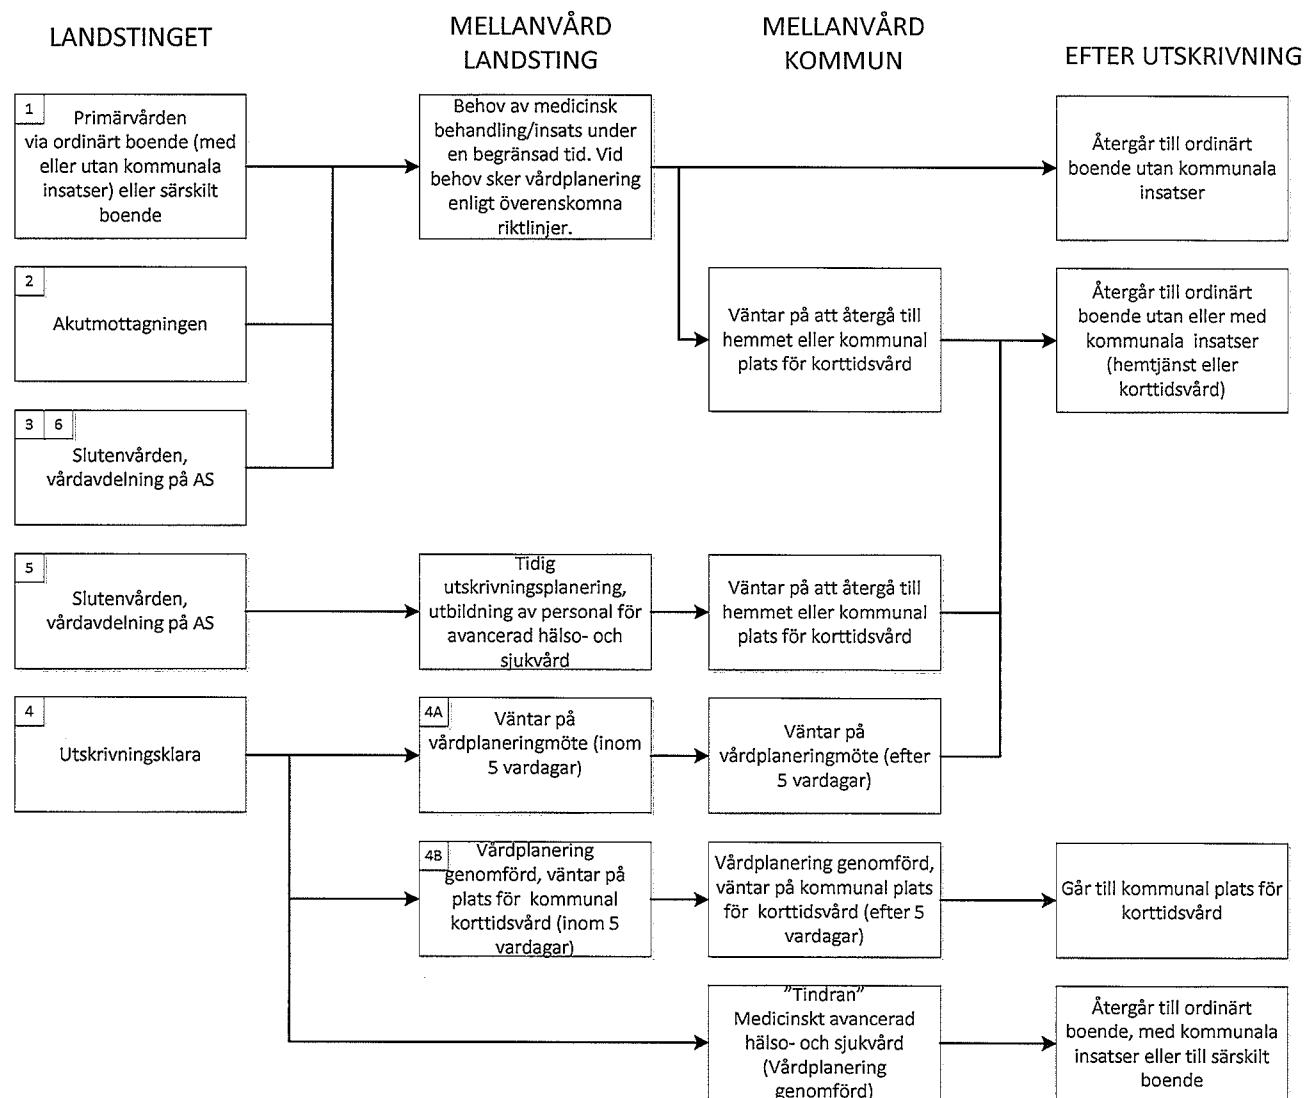 LANDSTINGET
MELLANVÅRD
LANDSTING
MELLANVÅRD
KOMMUN
EFTER UTSKRIVNING
1
Primärvården
via ordinärt boende (med
eller utan kommunala
insatser) eller särskilt
boende
Behov av medicinsk
behandling/insats under
en begränsad tid. Vid
behov sker vårdplanering
enligt överenskomna
riktlinjer.
Återgår till ordinärt
boende utan kommunala
insatser
2
Akutmottagningen
Väntar på att återgå till
hemmet eller kommunal
plats för korttidsvård
Återgår till ordinärt
boende utan eller med
kommunala insatser
(hemtjänst eller
korttidsvård)
3 6
Slutenvården,
vårdavdelning på AS
5
Slutenvården,
vårdavdelning på AS
Tidig
utskrivningsplanering,
utbildning av personal för
avancerad hälso- och
sjukvård
Väntar på att återgå till
hemmet eller kommunal
plats för korttidsvård
4
Utskrivningsklara
4A
Väntar på
vårdplaneringmöte (inom
5 vardagar)
Väntar på
vårdplaneringmöte (efter
5 vardagar)
4B
Vårdplanering
genomförd, väntar på
plats för kommunal
korttidsvård (inom 5
vardagar)
Vårdplanering genomförd,
väntar på kommunal plats
för korttidsvård (efter 5
vardagar)
Går till kommunal plats för
korttidsvård
"Tindran"
Medicinskt avancerad
hälso- och sjukvård
(Vårdplanering
genomförd)
Återgår till ordinärt
boende, med kommunala
insatser eller till särskilt
boende